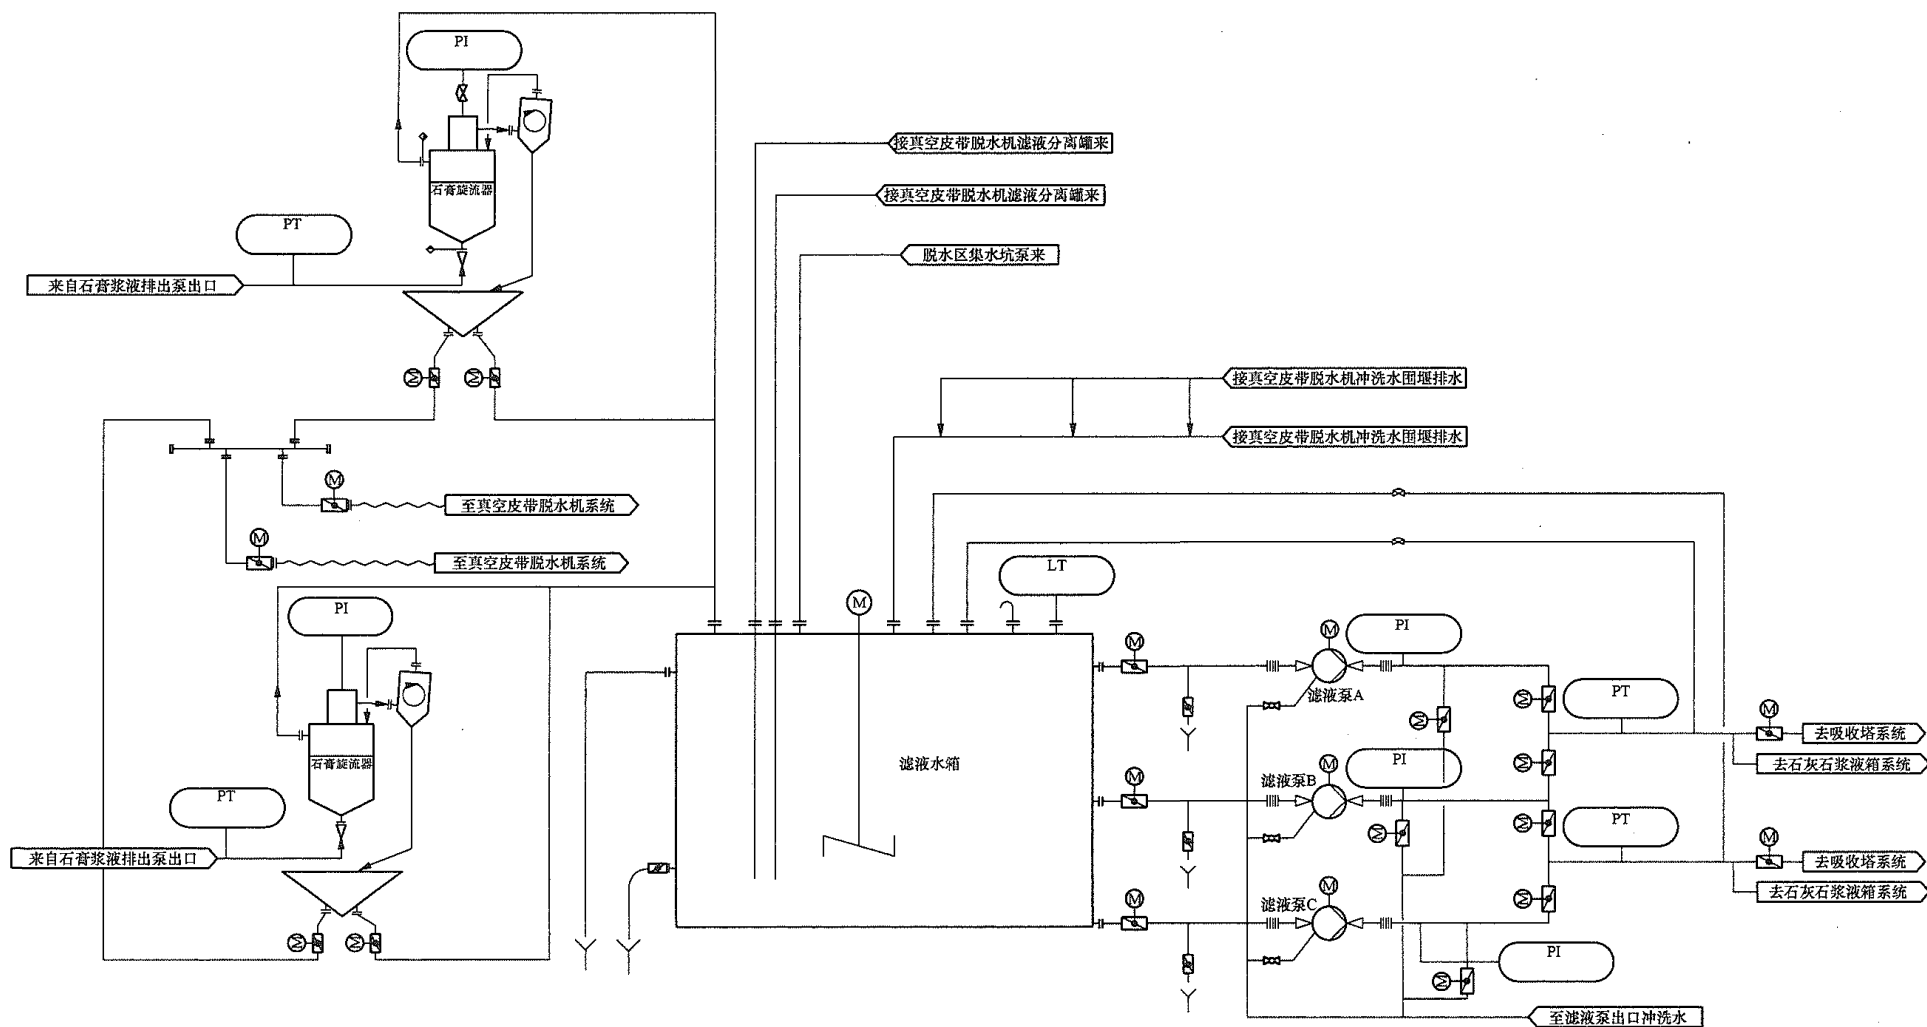 PI
石膏旋流器
PT
来自石膏浆液排出泵出口
M
M
接真空皮带脱水机滤液分离罐来
接真空皮带脱水机滤液分离罐来
脱水区集水坑泵来
接真空皮带脱水机冲洗水围堰排水
接真空皮带脱水机冲洗水围堰排水
M
至真空皮带脱水机系统
M
至真空皮带脱水机系统
PI
石膏旋流器
PT
来自石膏浆液排出泵出口
M
M
LT
M
滤液水箱
M
M
PI
滤液泵A
M
M
PT
M
去吸收塔系统
去石灰石浆液箱系统
M
M
滤液泵B
M
PI
M
M
PT
M
去吸收塔系统
去石灰石浆液箱系统
M
M
滤液泵C
M
PI
M
至滤液泵出口冲洗水